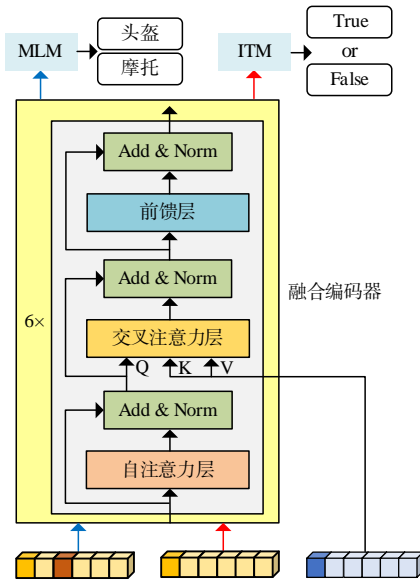 MLM
头盔
摩托
ITM
True
or
False
Add & Norm
前馈层
Add & Norm
融合编码器
6×
交叉注意力层
Q
K
V
Add & Norm
自注意力层